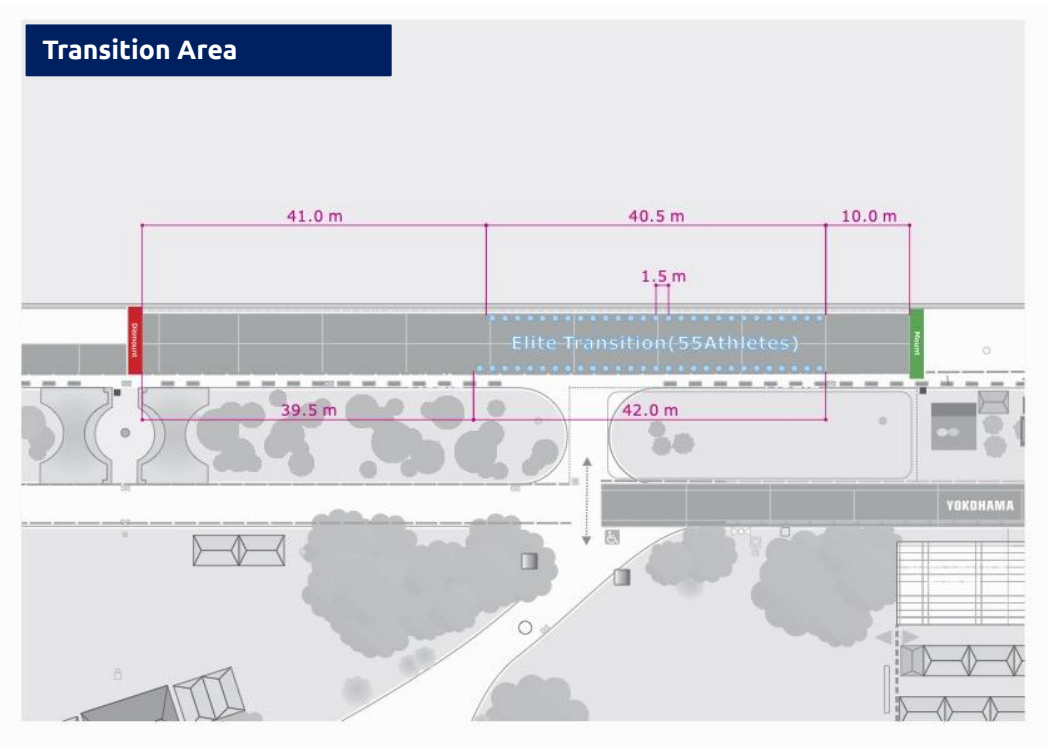 Transition Area
41.0 m
40.5 m
10.0 m
1.5 m
Dismount
Elite Transition(55Athletes)
Mount
39.5 m
42.0 m
YOKOHAMA